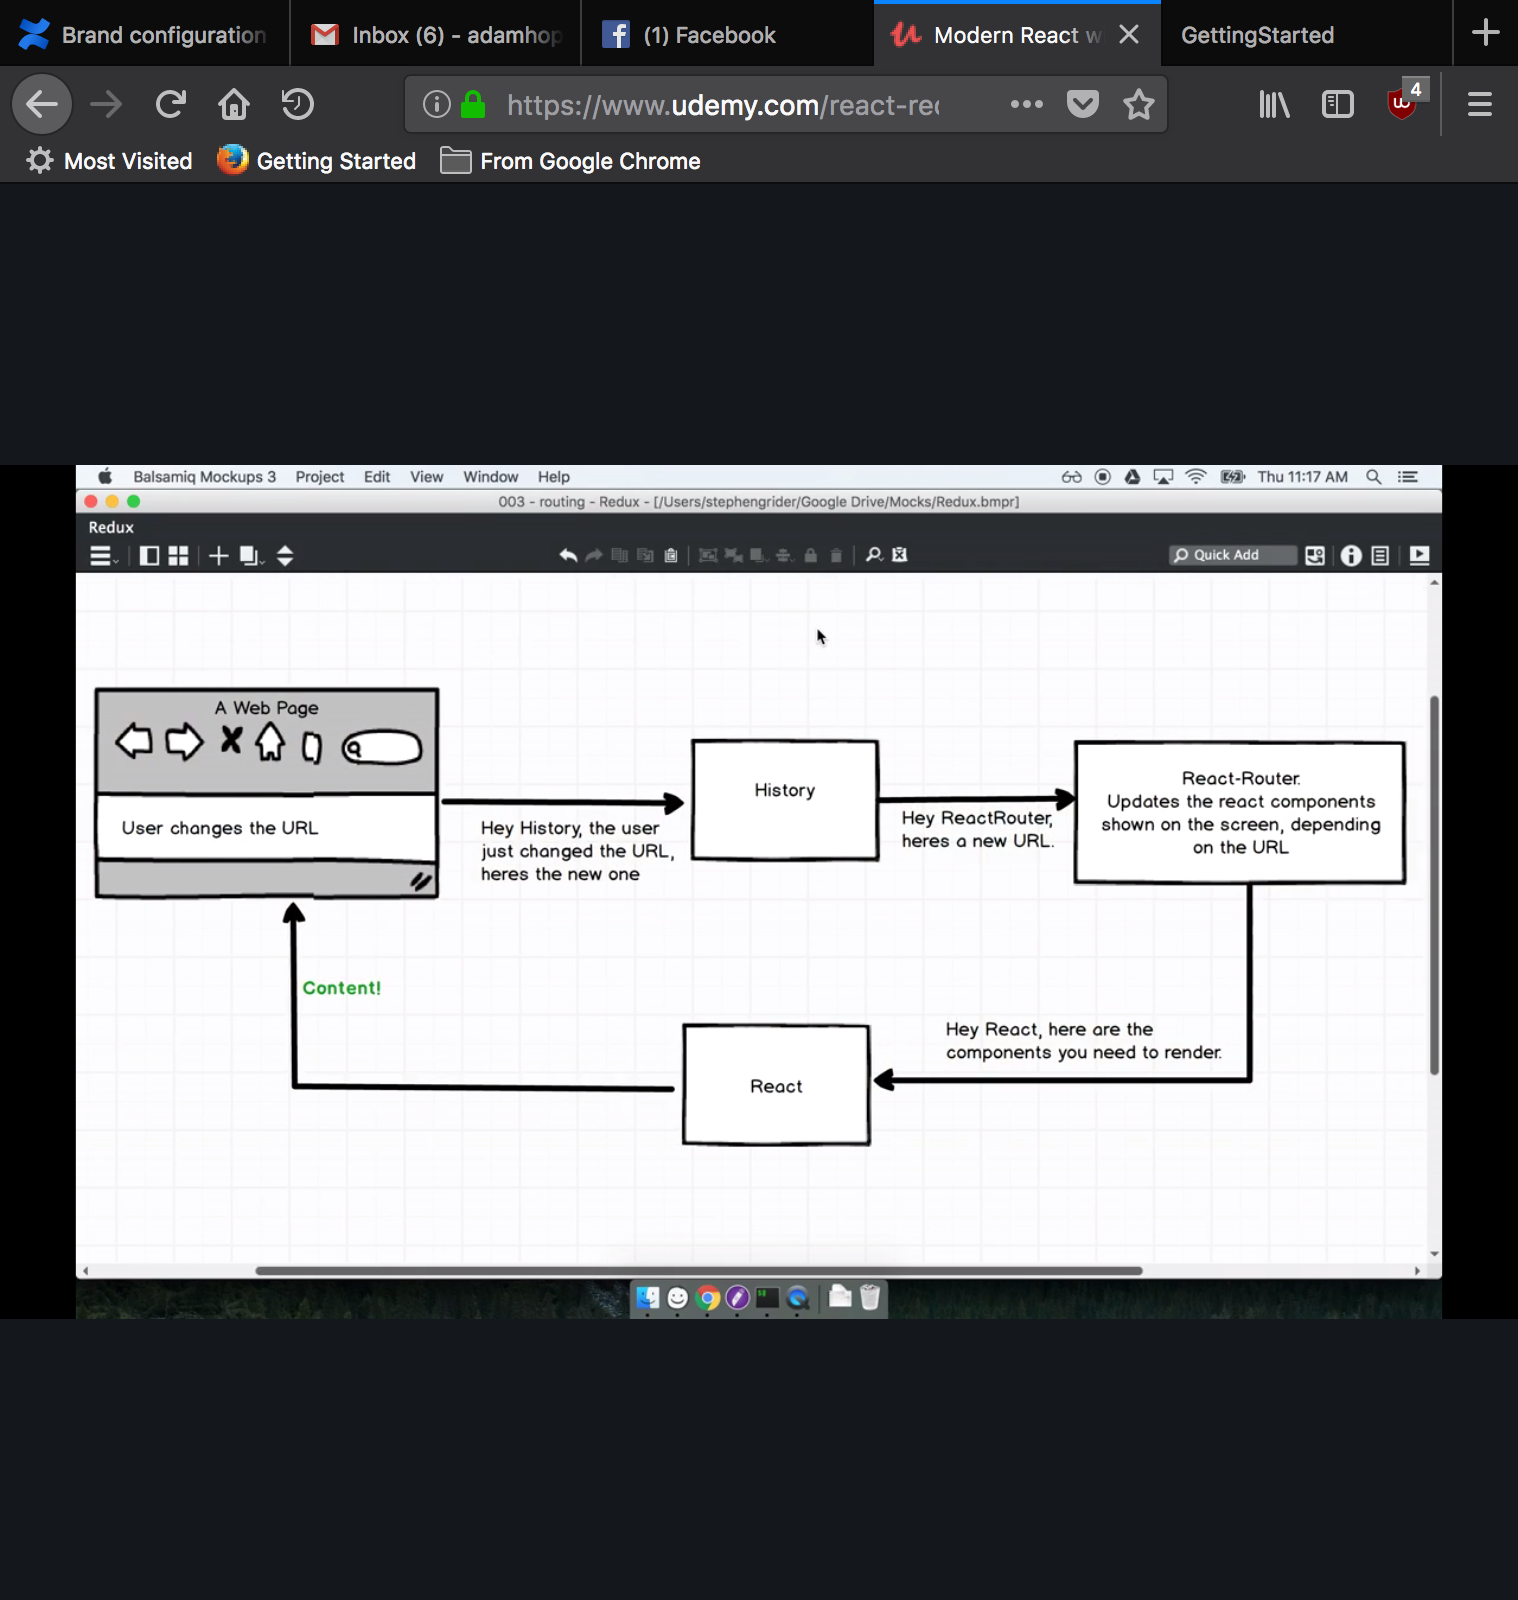 Brand configuration
Inbox (6) - adamhop
(1) Facebook
Modern React w
GettingStarted
https://www.udemy.com/react-red
4
Most Visited
Getting Started
From Google Chrome
Balsamiq Mockups 3 Project Edit View Window Help
Thu 11:17 AM
003 - routing - Redux - [/Users/stephengrider/Google Drive/Mocks/Redux.bmpr]
Redux
Quick Add
A Web Page
User changes the URL
Hey History, the user
just changed the URL,
heres the new one
History
Hey ReactRouter,
heres a new URL.
React-Router.
Updates the react components
shown on the screen, depending
on the URL
Content!
Hey React, here are the
components you need to render.
React